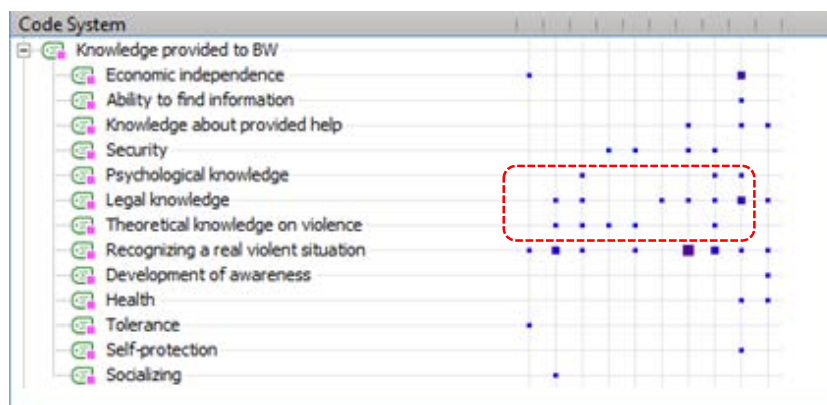 Code System
Knowledge provided to BW
Economic independence
Ability to find information
Knowledge about provided help
Security
Psychological knowledge
Legal knowledge
Theoretical knowledge on violence
Recognizing a real violent situation
Development of awareness
Health
Tolerance
Self-protection
Socializing